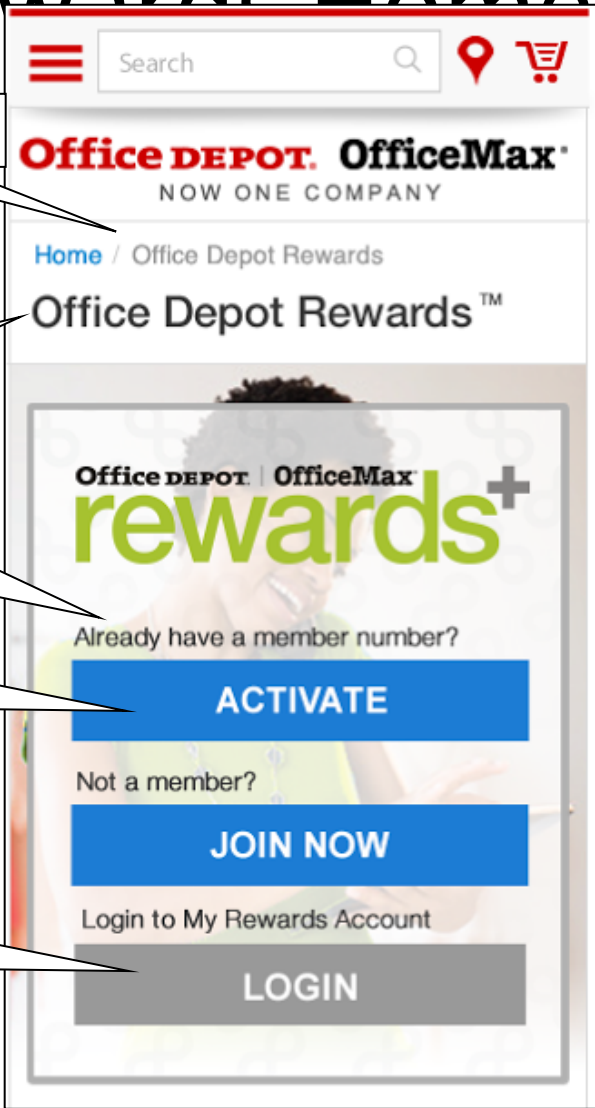 Search
Office DEPOT. OfficeMax®
NOW ONE COMPANY
Home / Office Depot Rewards
Office Depot Rewards™
Office DEPOT. | OfficeMax®
rewards+
Already have a member number?
ACTIVATE
Not a member?
JOIN NOW
Login to My Rewards Account
LOGIN